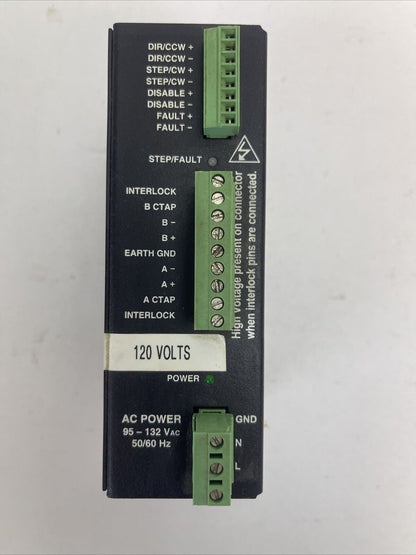 DIR/CCW +
DIR/CCW −
STEP/CW +
STEP/CW −
DISABLE +
DISABLE −
FAULT +
FAULT −
STEP/FAULT
INTERLOCK
B CTAP
B −
B +
EARTH GND
A −
A +
A CTAP
INTERLOCK
High Voltage present on connector
when interlock pins are connected.
120 VOLTS
POWER
AC POWER
95 – 132 VAC
50/60 Hz
GND
N
L